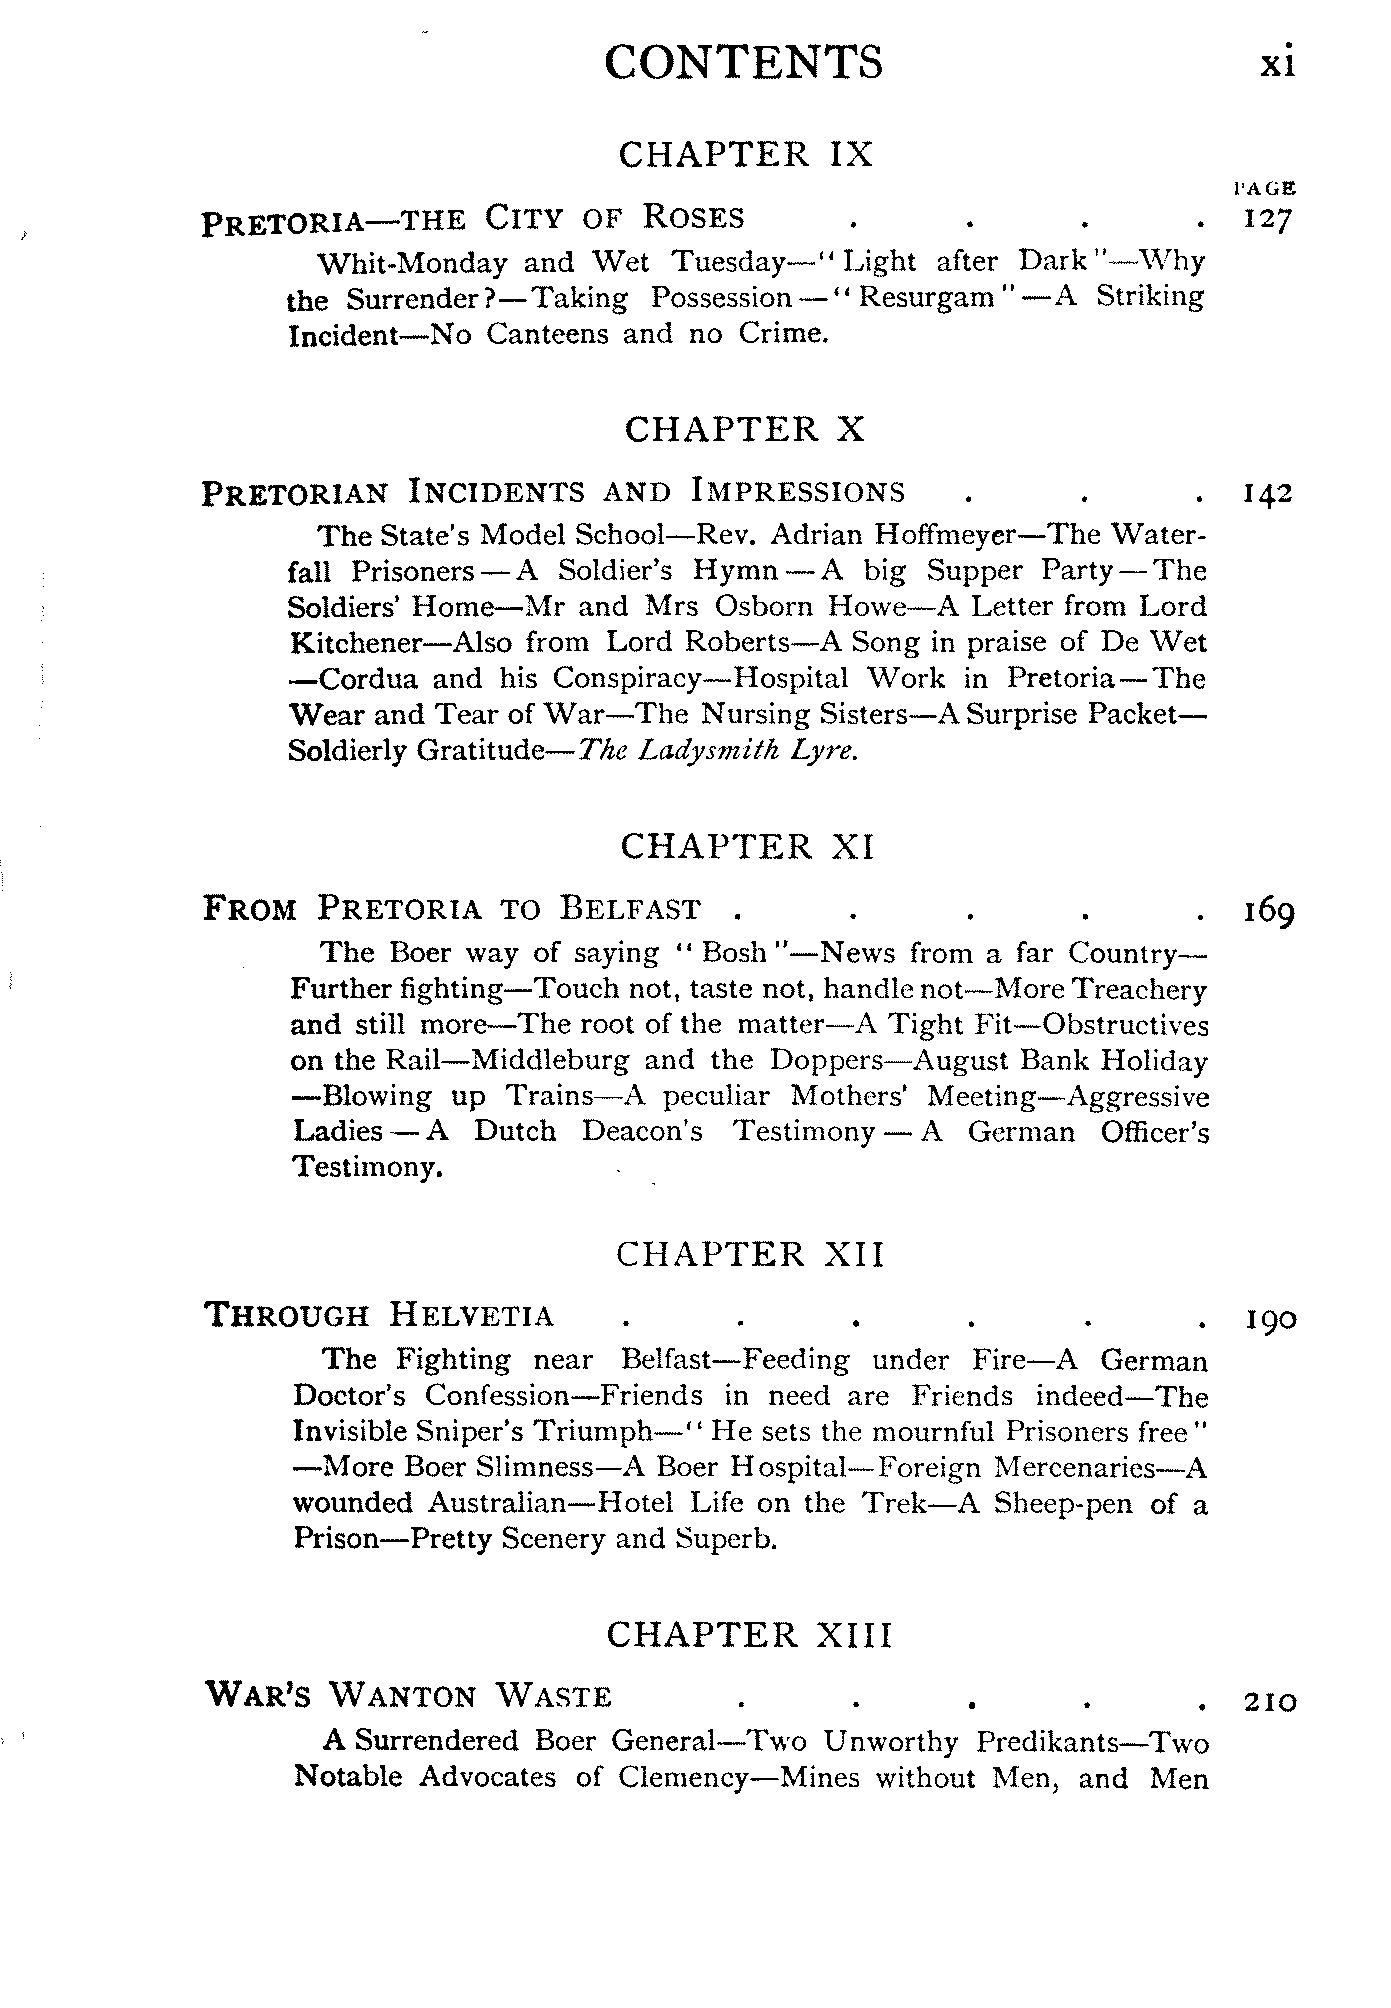 CONTENTS xi
CHAPTER IX
PAGE
PRETORIA—THE CITY OF ROSES . . . . 127
Whit-Monday and Wet Tuesday—"Light after Dark"—Why
the Surrender?—Taking Possession—"Resurgam"—A Striking
Incident—No Canteens and no Crime.
CHAPTER X
PRETORIAN INCIDENTS AND IMPRESSIONS . . . 142
The State's Model School—Rev. Adrian Hoffmeyer—The Water-
fall Prisoners—A Soldier's Hymn—A big Supper Party—The
Soldiers' Home—Mr and Mrs Osborn Howe—A Letter from Lord
Kitchener—Also from Lord Roberts—A Song in praise of De Wet
—Cordua and his Conspiracy—Hospital Work in Pretoria—The
Wear and Tear of War—The Nursing Sisters—A Surprise Packet—
Soldierly Gratitude—The Ladysmith Lyre.
CHAPTER XI
FROM PRETORIA TO BELFAST . . . . . 169
The Boer way of saying "Bosh"—News from a far Country—
Further fighting—Touch not, taste not, handle not—More Treachery
and still more—The root of the matter—A Tight Fit—Obstructives
on the Rail—Middleburg and the Doppers—August Bank Holiday
—Blowing up Trains—A peculiar Mothers' Meeting—Aggressive
Ladies—A Dutch Deacon's Testimony—A German Officer's
Testimony.
CHAPTER XII
THROUGH HELVETIA . . . . . . 190
The Fighting near Belfast—Feeding under Fire—A German
Doctor's Confession—Friends in need are Friends indeed—The
Invisible Sniper's Triumph—"He sets the mournful Prisoners free"
—More Boer Slimness—A Boer Hospital—Foreign Mercenaries—A
wounded Australian—Hotel Life on the Trek—A Sheep-pen of a
Prison—Pretty Scenery and Superb.
CHAPTER XIII
WAR'S WANTON WASTE . . . . . 210
A Surrendered Boer General—Two Unworthy Predikants—Two
Notable Advocates of Clemency—Mines without Men, and Men